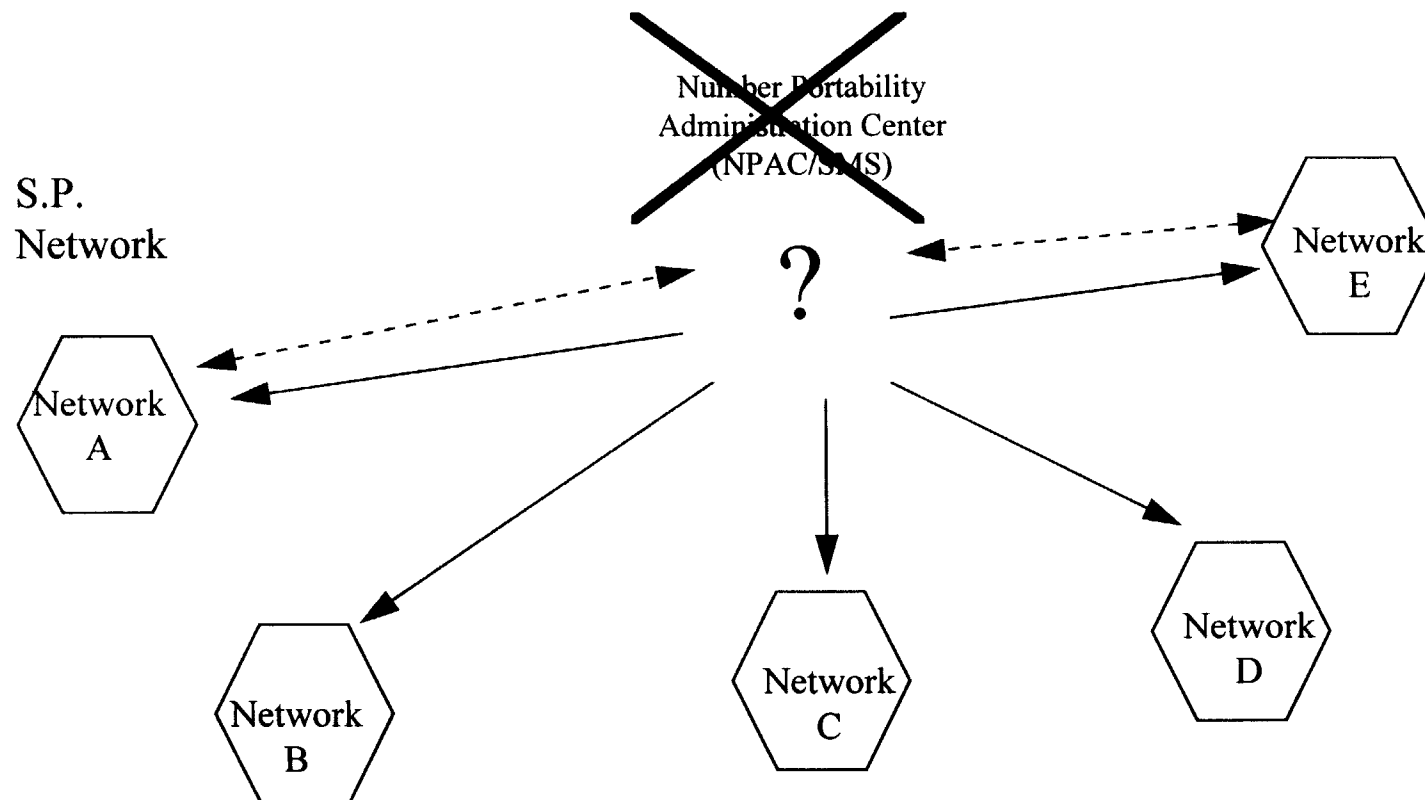 Number Portability
Administration Center
(NPAC/SMS)
S.P.
Network
?
Network
E
Network
A
Network
D
Network
C
Network
B